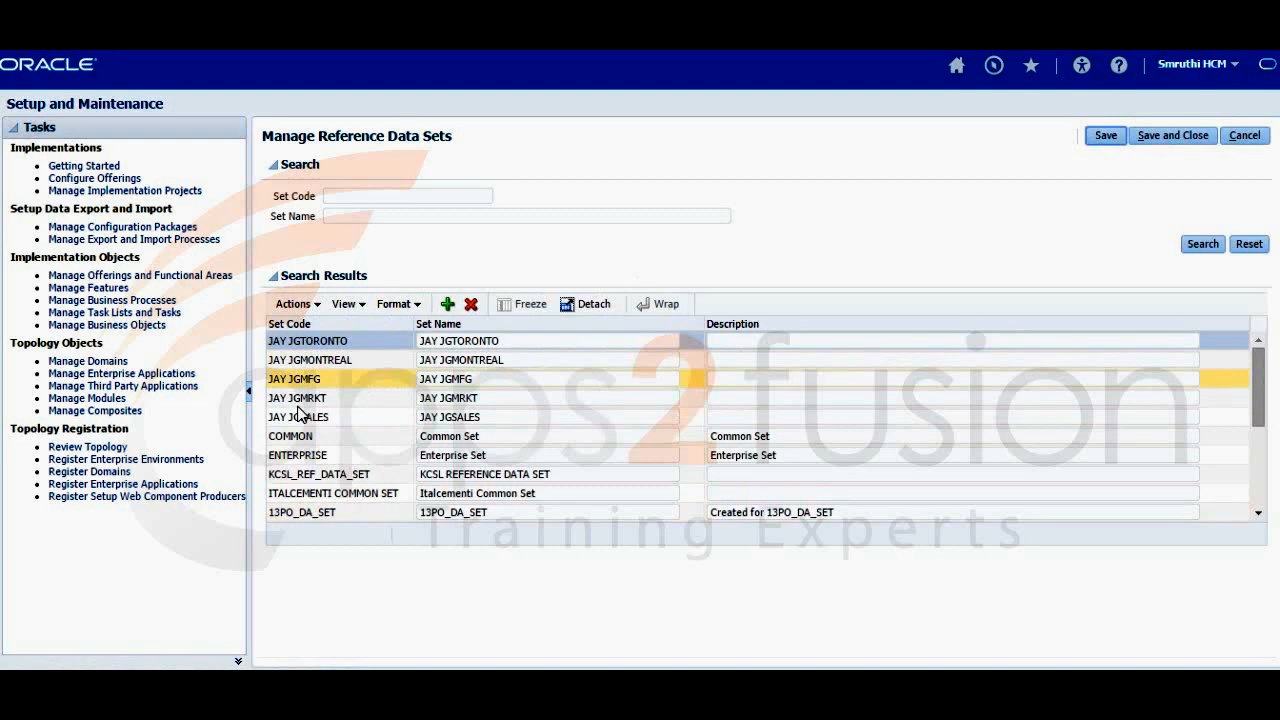 ORACLE
Smruthi HCM
Setup and Maintenance
Tasks
Implementations
Getting Started
Configure Offerings
Manage Implementation Projects
Setup Data Export and Import
Manage Configuration Packages
Manage Export and Import Processes
Implementation Objects
Manage Offerings and Functional Areas
Manage Features
Manage Business Processes
Manage Task Lists and Tasks
Manage Business Objects
Topology Objects
Manage Domains
Manage Enterprise Applications
Manage Third Party Applications
Manage Modules
Manage Composites
Topology Registration
Review Topology
Register Enterprise Environments
Register Domains
Register Enterprise Applications
Register Setup Web Component Producers
Manage Reference Data Sets
Save Save and Close Cancel
Search
Set Code
Set Name
Search Reset
Search Results
Actions View Format Freeze Detach Wrap
Set Code Set Name Description
JAY JGTORONTO JAY JGTORONTO
JAY JGMONTREAL JAY JGMONTREAL
JAY JGMFG JAY JGMFG
JAY JGMRKT JAY JGMRKT
JAY JGSALES JAY JGSALES
COMMON Common Set Common Set
ENTERPRISE Enterprise Set Enterprise Set
KCSL_REF_DATA_SET KCSL REFERENCE DATA SET
ITALCEMENTI COMMON SET Italcementi Common Set
13PO_DA_SET 13PO_DA_SET Created for 13PO_DA_SET
apps2fusion
Training Experts